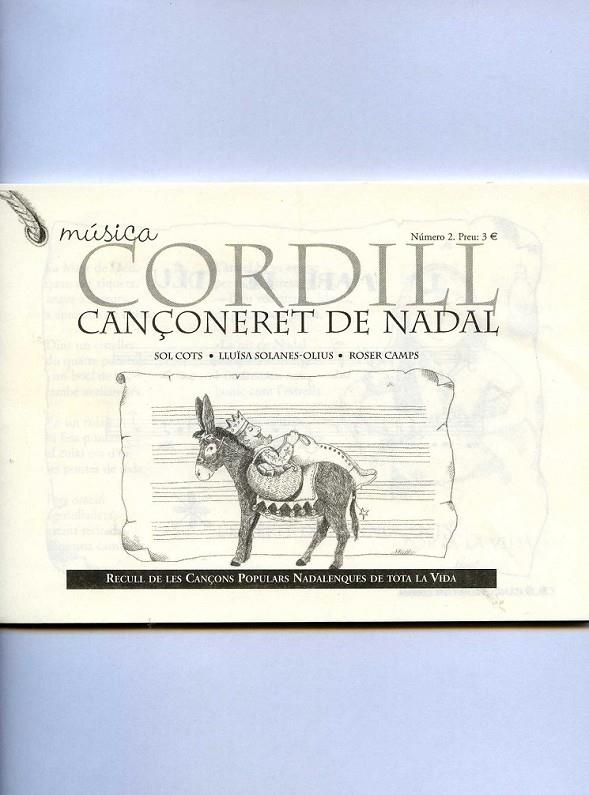 música
Número 2. Preu: 3 €
CORDILL
CANÇONERET DE NADAL
SOL COTS • LLUÏSA SOLANES-OLIUS • ROSER CAMPS
RECULL DE LES CANÇONS POPULARS NADALENQUES DE TOTA LA VIDA